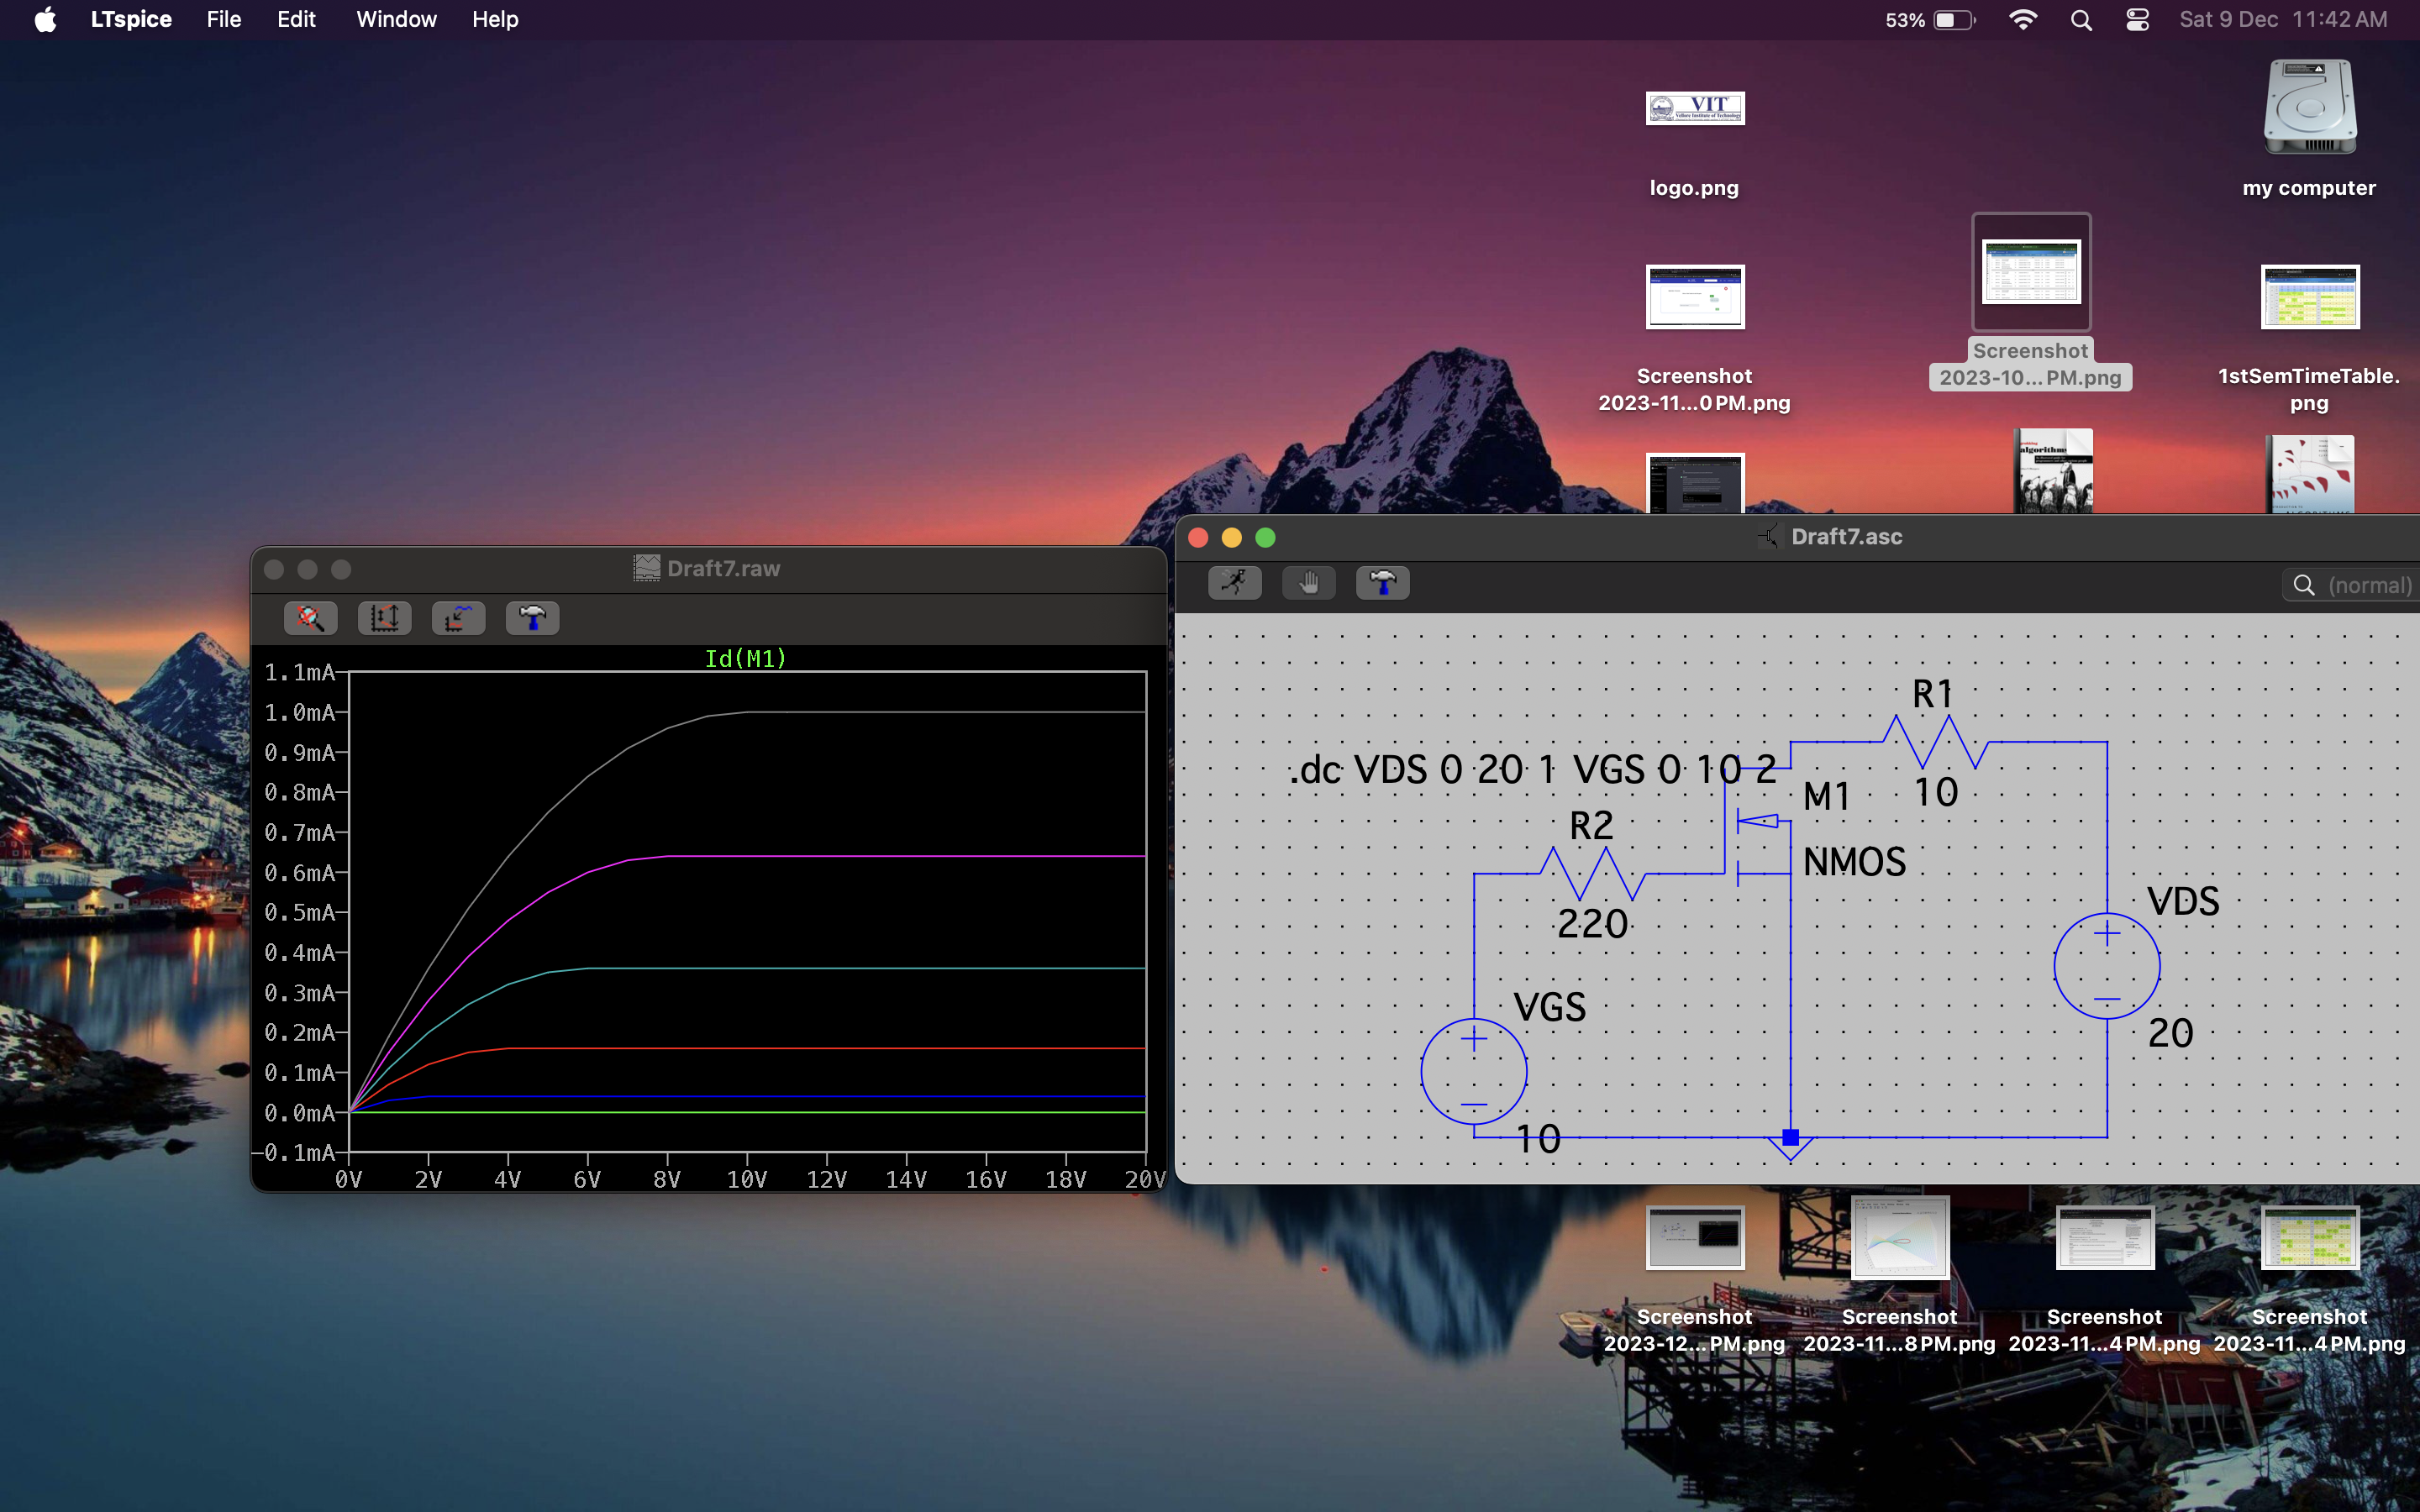 LTspice File Edit Window Help 53% Sat 9 Dec 11:42 AM
VIT
Vellore Institute of Technology
logo.png
my computer
Screenshot
2023-11...0 PM.png
Screenshot
2023-10... PM.png
1stSemTimeTable.
png
algorithms
Draft7.raw
Id(M1)
1.1mA
1.0mA
0.9mA
0.8mA
0.7mA
0.6mA
0.5mA
0.4mA
0.3mA
0.2mA
0.1mA
0.0mA
-0.1mA
0V 2V 4V 6V 8V 10V 12V 14V 16V 18V 20V
Draft7.asc
(normal)
R1
.dc VDS 0 20 1 VGS 0 10 2
10
M1
R2
NMOS
220
VDS
VGS
20
10
Screenshot
2023-12... PM.png
Screenshot
2023-11...8 PM.png
Screenshot
2023-11...4 PM.png
Screenshot
2023-11...4 PM.png